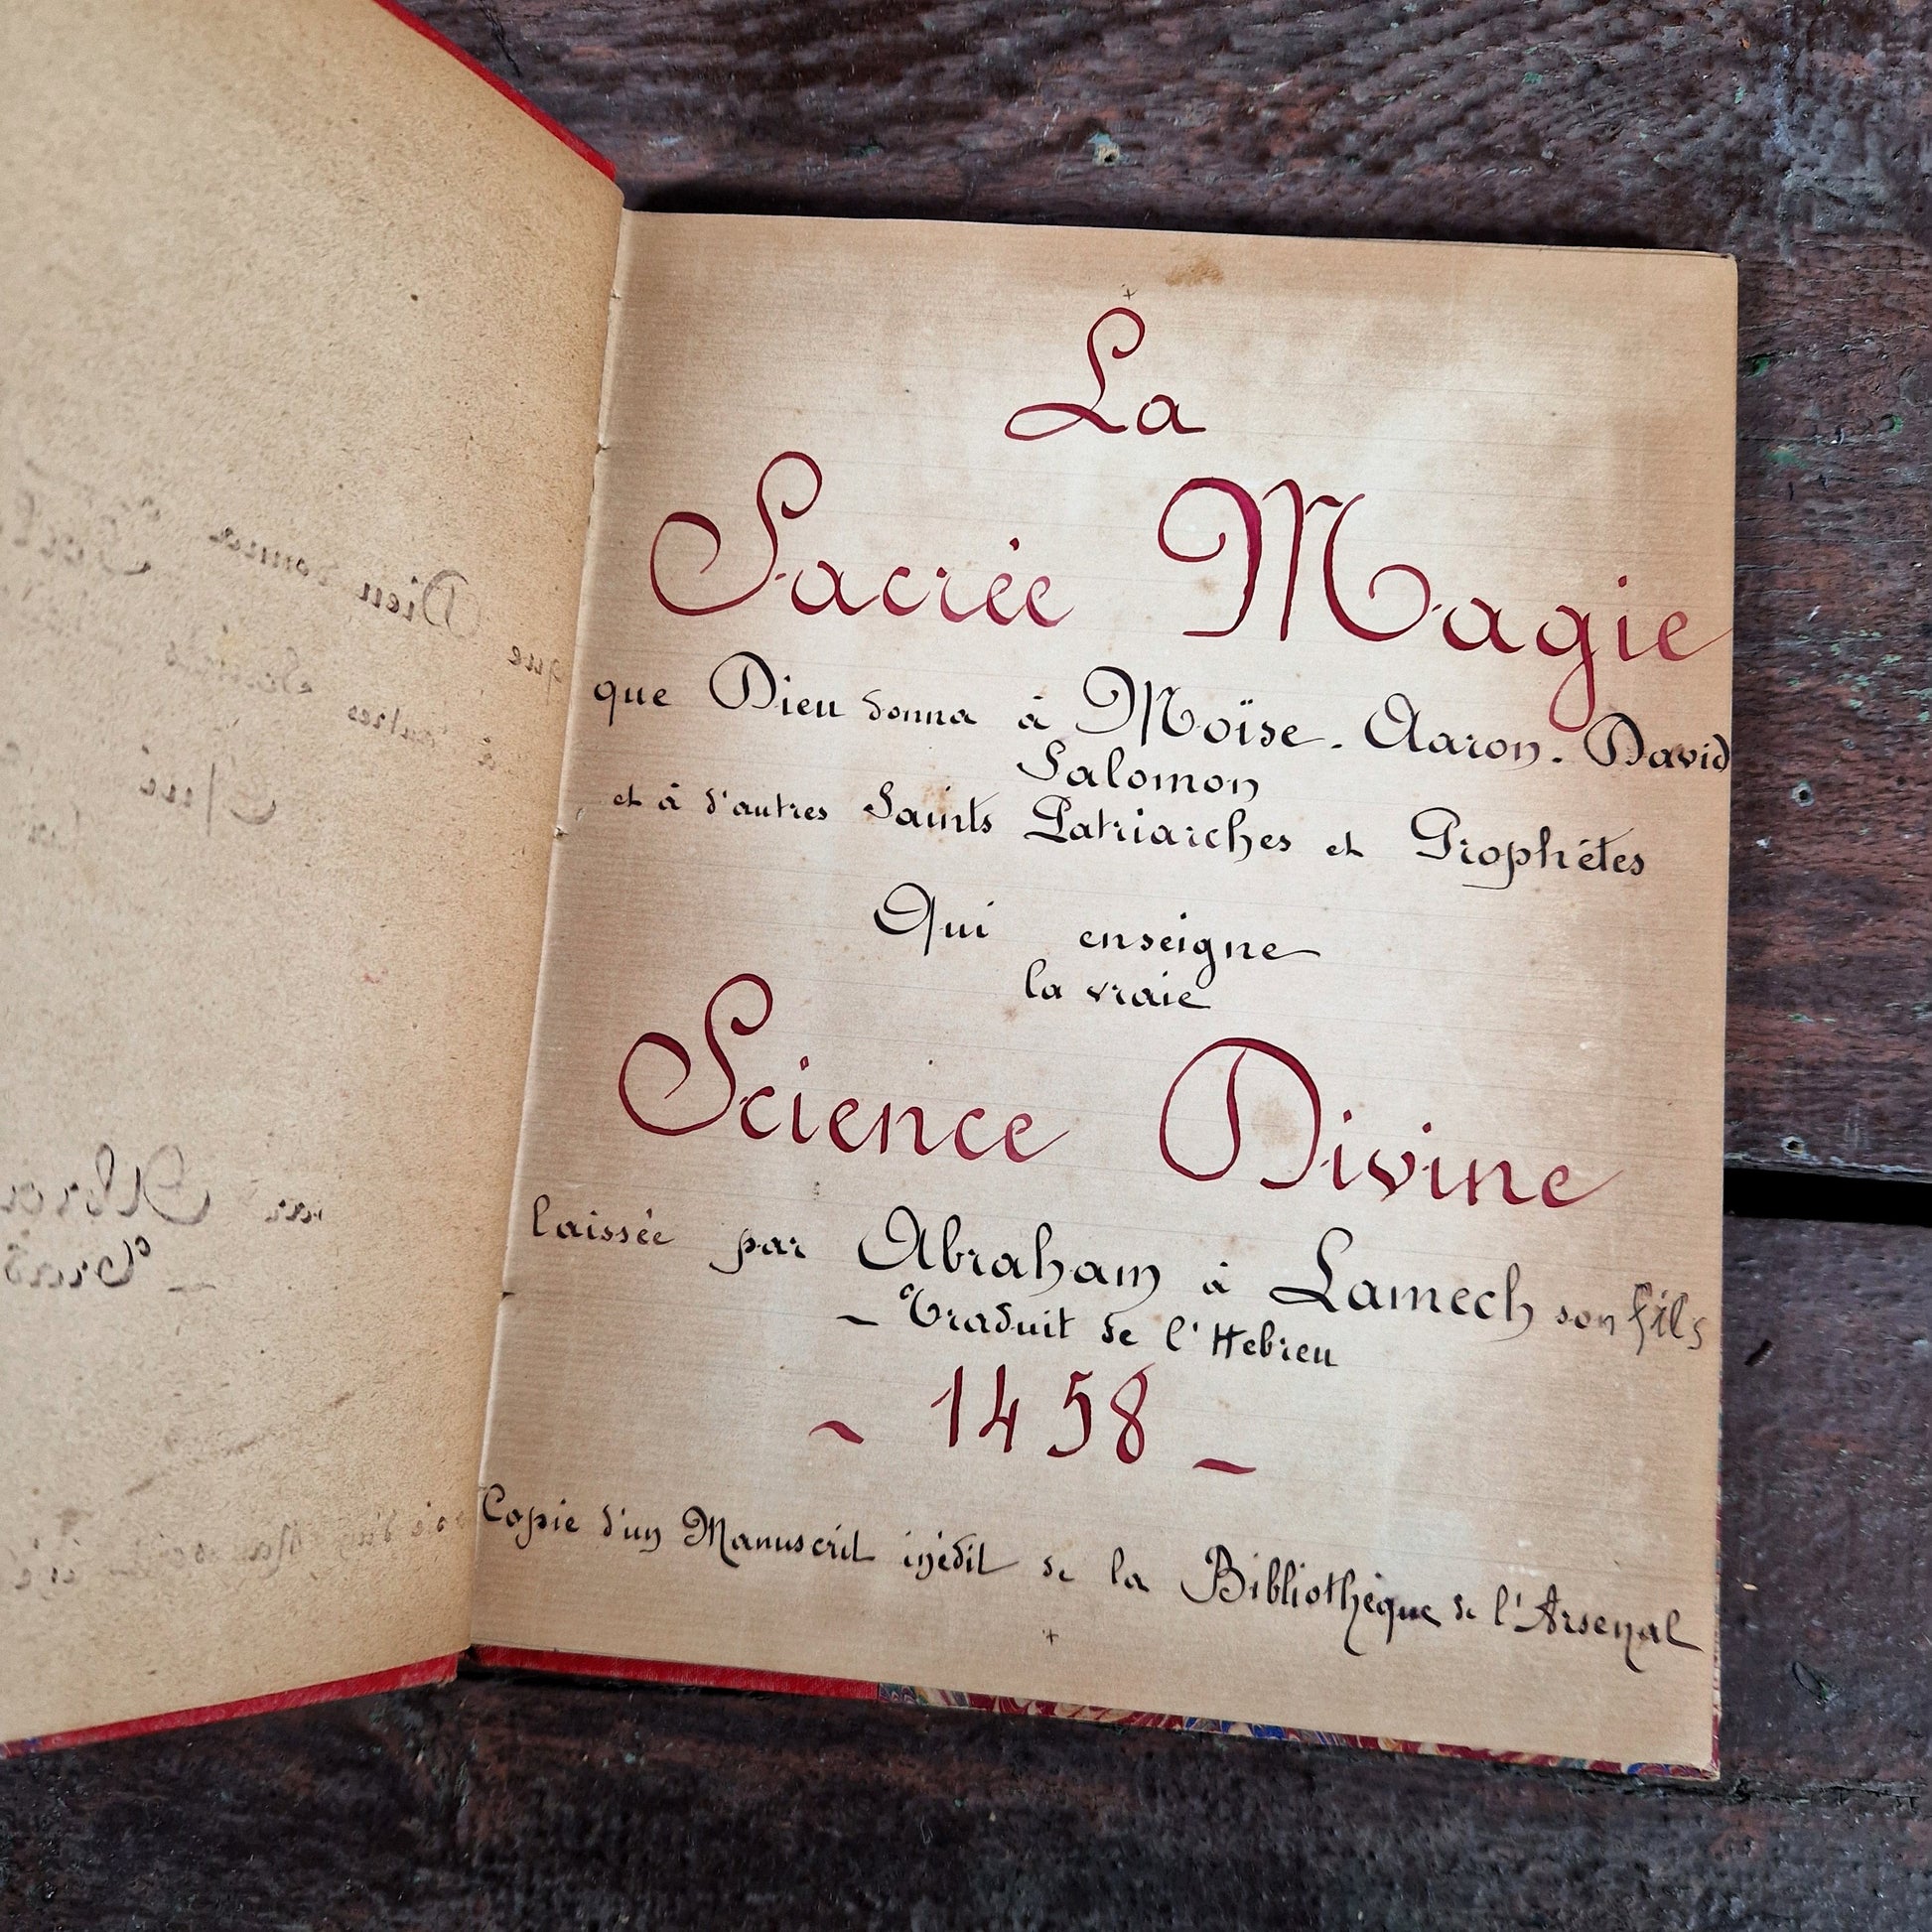 La
Sacrée Magie
que Dieu donna à Moïse. Aaron. David
Salomon
et à d'autres Saints Patriarches et Prophétes
Qui enseigne
la vraie
Science Divine
laissée par Abraham à Lamech son fils
– Traduit de l'Hebreu
~ 1458 ~
Copie d'un Manuscrit inédit de la Bibliothèque de l'Arsenal